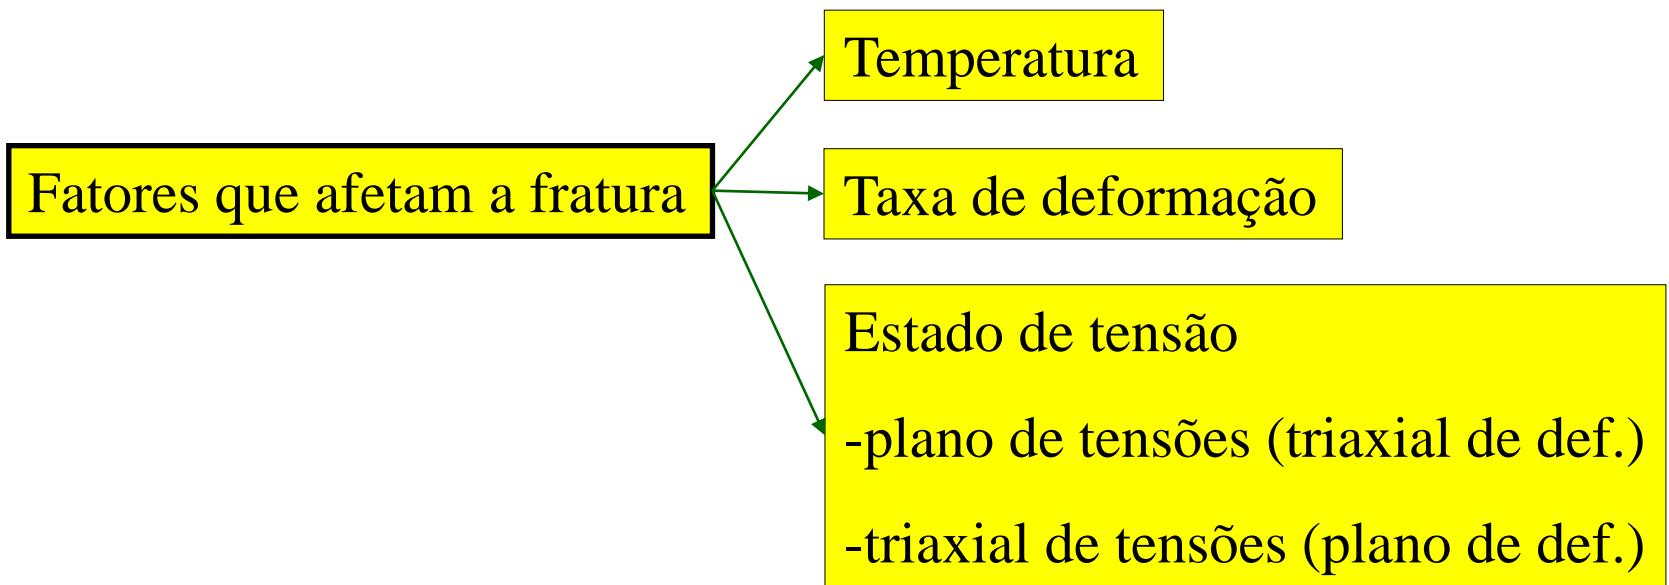 Temperatura
Fatores que afetam a fratura
Taxa de deformação
Estado de tensão
-plano de tensões (triaxial de def.)
-triaxial de tensões (plano de def.)